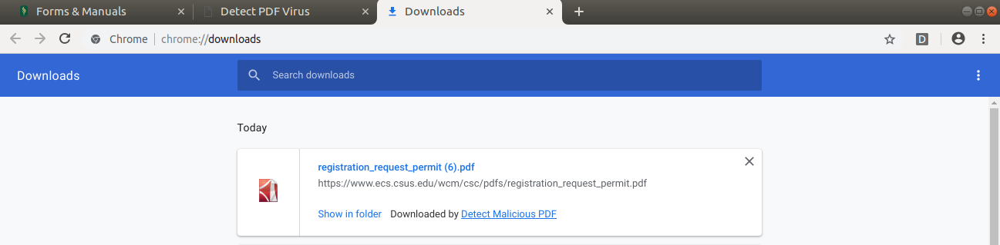 Forms & Manuals
Detect PDF Virus
Downloads
Chrome
chrome://downloads
D
Downloads
Search downloads
Today
registration_request_permit (6).pdf
https://www.ecs.csus.edu/wcm/csc/pdfs/registration_request_permit.pdf
Show in folder Downloaded by Detect Malicious PDF